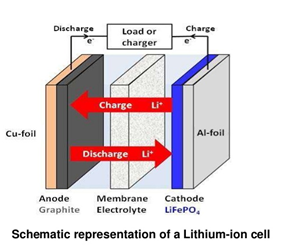 Discharge
Load or
charger
Charge
e⁻
e⁻
Charge Li⁺
Cu-foil
Al-foil
Discharge Li⁺
Anode
Graphite
Membrane
Electrolyte
Cathode
LiFePO₄
Schematic representation of a Lithium-ion cell